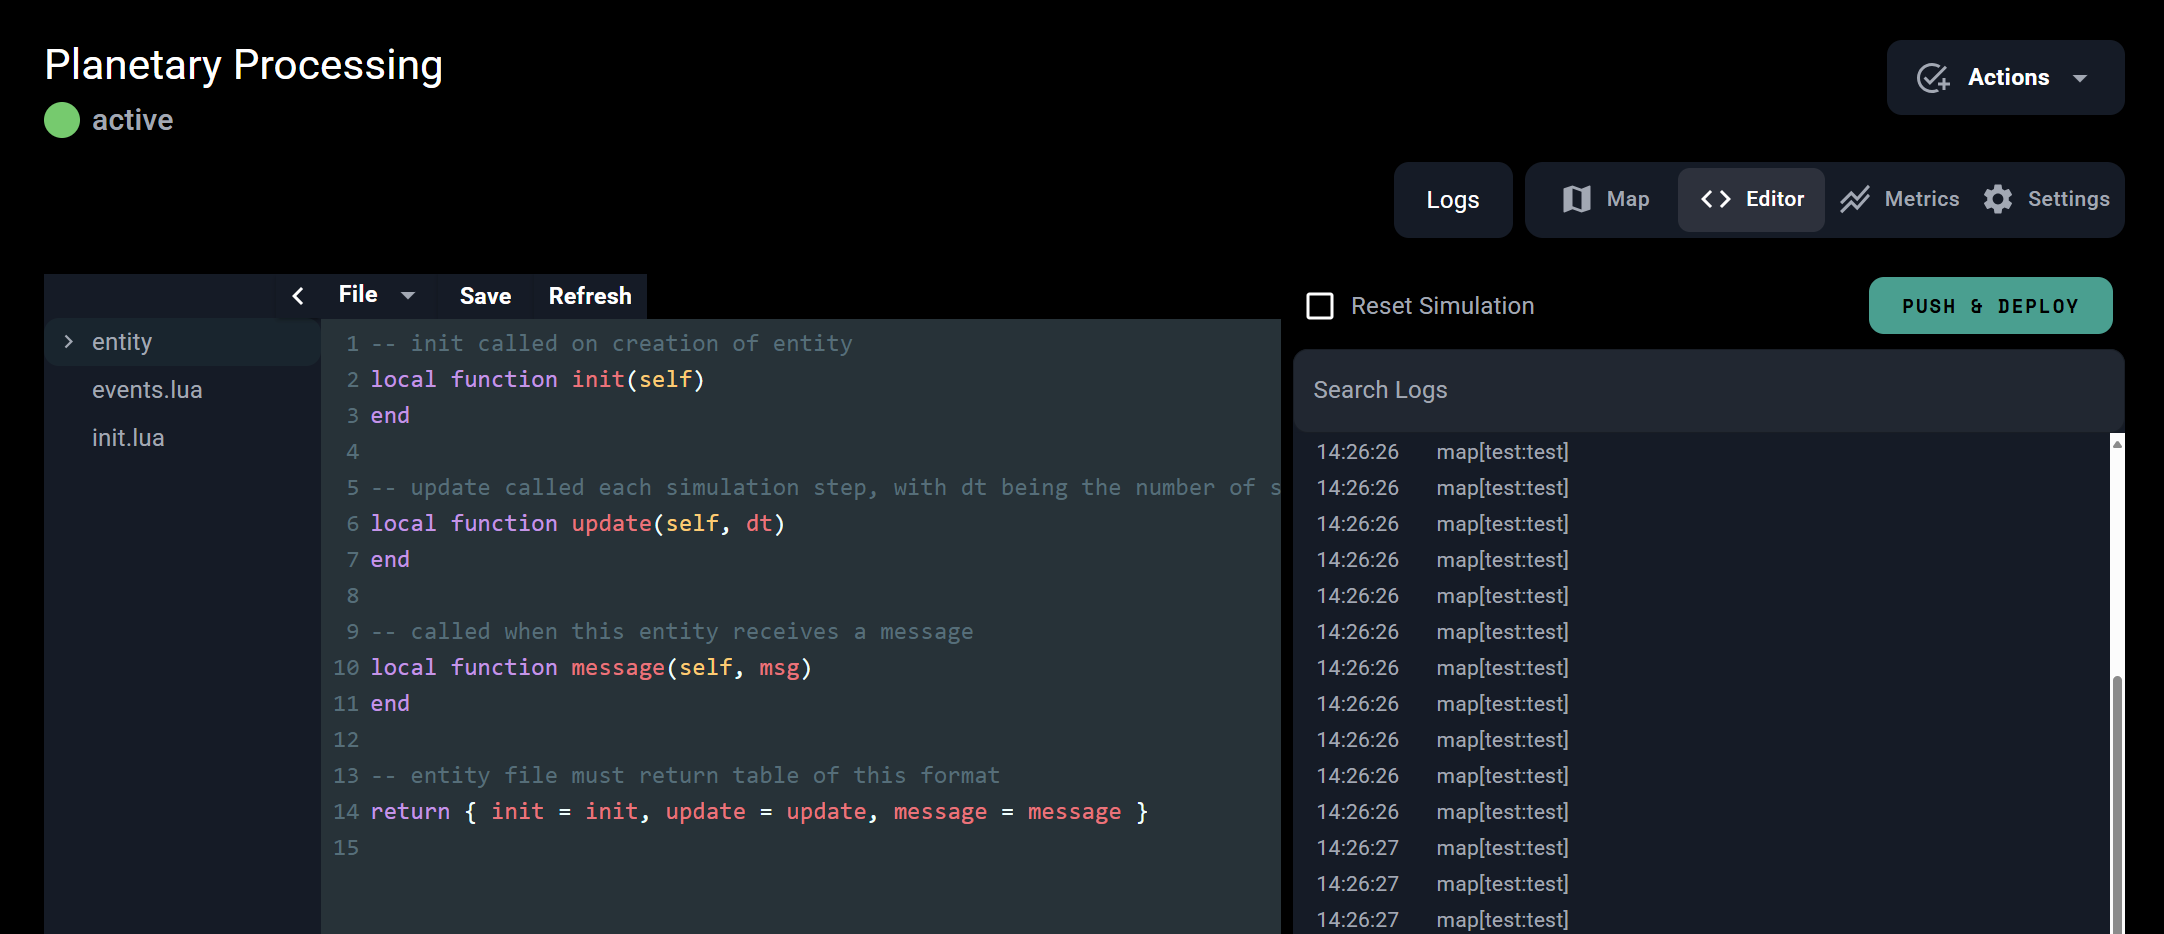 Planetary Processing
active
Actions
Logs
Map
Editor
Metrics
Settings
File
Save
Refresh
entity
events.lua
init.lua
1 -- init called on creation of entity
2 local function init(self)
3 end
4
5 -- update called each simulation step, with dt being the number of s
6 local function update(self, dt)
7 end
8
9 -- called when this entity receives a message
10 local function message(self, msg)
11 end
12
13 -- entity file must return table of this format
14 return { init = init, update = update, message = message }
15
Reset Simulation
PUSH & DEPLOY
Search Logs
14:26:26 map[test:test]
14:26:26 map[test:test]
14:26:26 map[test:test]
14:26:26 map[test:test]
14:26:26 map[test:test]
14:26:26 map[test:test]
14:26:26 map[test:test]
14:26:26 map[test:test]
14:26:26 map[test:test]
14:26:26 map[test:test]
14:26:26 map[test:test]
14:26:27 map[test:test]
14:26:27 map[test:test]
14:26:27 map[test:test]